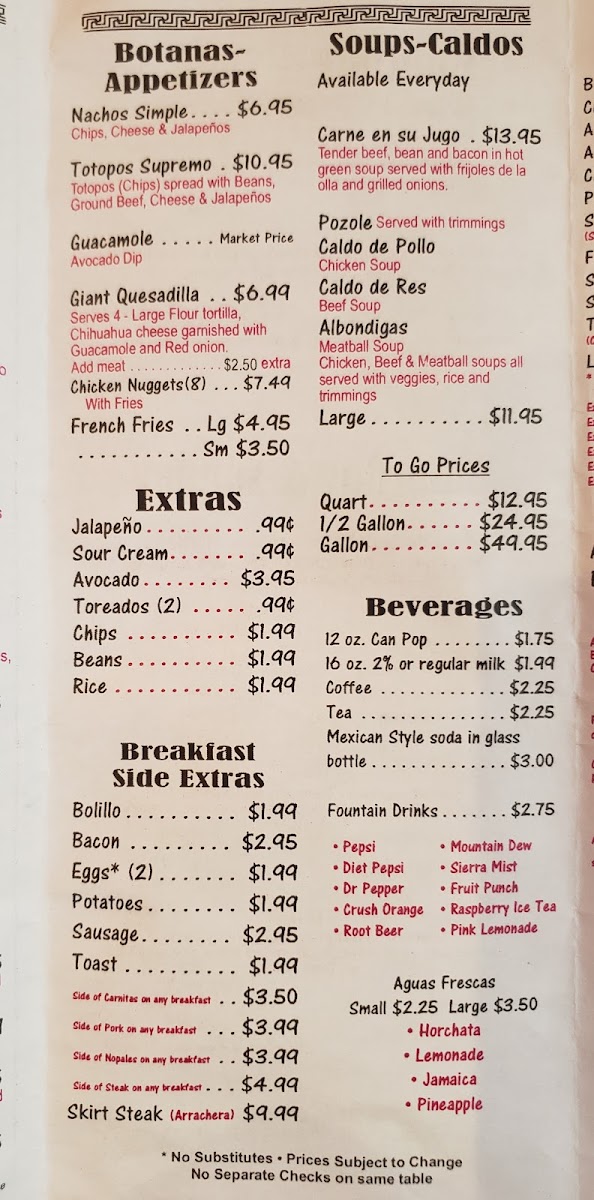 Botanas-
Appetizers
Nachos Simple.... $6.95
Chips, Cheese & Jalapeños
Totopos Supremo . $10.95
Totopos (Chips) spread with Beans,
Ground Beef, Cheese & Jalapeños
Guacamole ..... Market Price
Avocado Dip
Giant Quesadilla .. $6.99
Serves 4 - Large Flour tortilla,
Chihuahua cheese garnished with
Guacamole and Red onion.
Add meat .............$2.50 extra
Chicken Nuggets(8) ... $7.49
With Fries
French Fries .. Lg $4.95
........... Sm $3.50
Extras
Jalapeño......... .99¢
Sour Cream....... .99¢
Avocado........ $3.95
Toreados (2) ..... .99¢
Chips .......... $1.99
Beans.......... $1.99
Rice ........... $1.99
Breakfast
Side Extras
Bolillo.......... $1.99
Bacon ......... $2.95
Eggs* (2)....... $1.99
Potatoes........ $1.99
Sausage........ $2.95
Toast .......... $1.99
Side of Carnitas on any breakfast .. $3.50
Side of Pork on any breakfast ... $3.99
Side of Nopales on any breakfast .. $3.99
Side of Steak on any breakfast... $4.99
Skirt Steak (Arrachera) $9.99
Soups-Caldos
Available Everyday
Carne en su Jugo . $13.95
Tender beef, bean and bacon in hot
green soup served with frijoles de la
olla and grilled onions.
Pozole Served with trimmings
Caldo de Pollo
Chicken Soup
Caldo de Res
Beef Soup
Albondigas
Meatball Soup
Chicken, Beef & Meatball soups all
served with veggies, rice and
trimmings
Large.......... $11.95
To Go Prices
Quart.......... $12.95
1/2 Gallon...... $24.95
Gallon......... $49.95
Beverages
12 oz. Can Pop ........ $1.75
16 oz. 2% or regular milk $1.99
Coffee ............. $2.25
Tea ............... $2.25
Mexican Style soda in glass
bottle .............. $3.00
Fountain Drinks....... $2.75
• Pepsi
• Diet Pepsi
• Dr Pepper
• Crush Orange
• Root Beer
• Mountain Dew
• Sierra Mist
• Fruit Punch
• Raspberry Ice Tea
• Pink Lemonade
Aguas Frescas
Small $2.25 Large $3.50
• Horchata
• Lemonade
• Jamaica
• Pineapple
* No Substitutes • Prices Subject to Change
No Separate Checks on same table